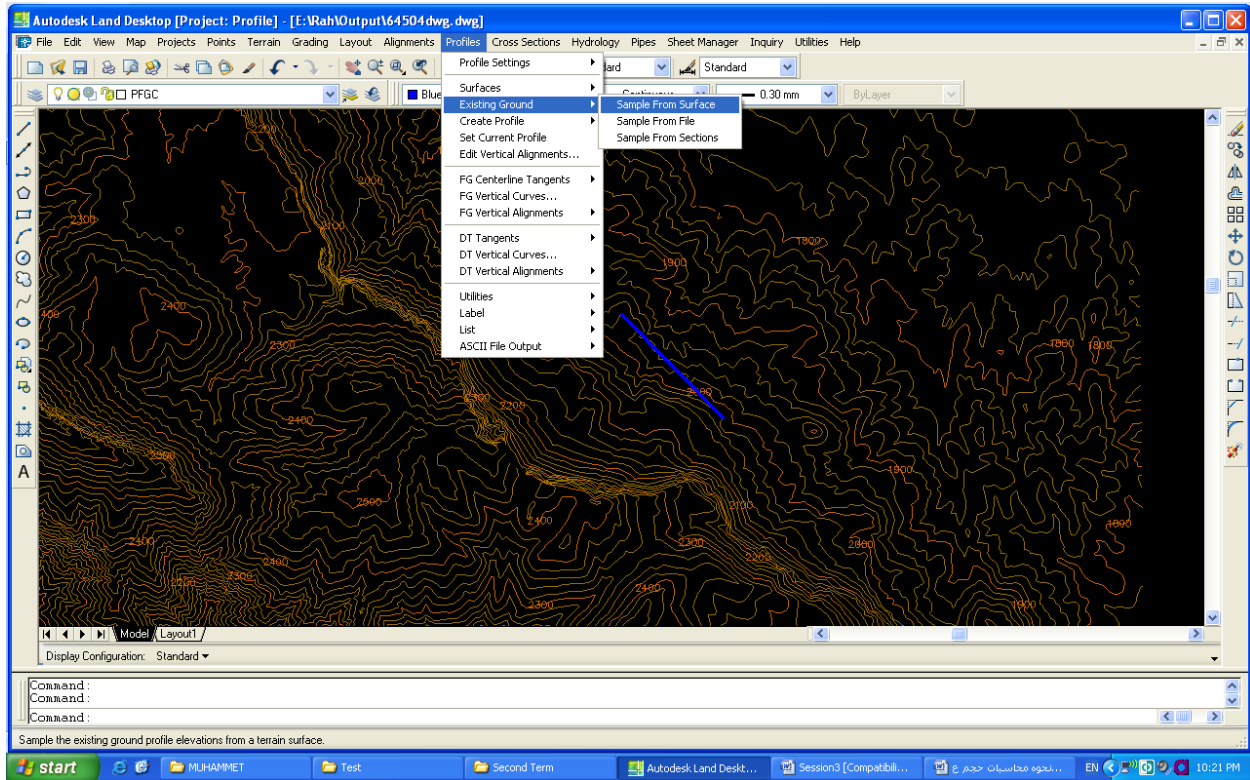 Autodesk Land Desktop [Project: Profile] - [E:\Rah\Output\64504dwg.dwg]
File Edit View Map Projects Points Terrain Grading Layout Alignments Profiles Cross Sections Hydrology Pipes Sheet Manager Inquiry Utilities Help
Standard
PFGC
Blue
0.30 mm
ByLayer
Profile Settings
Surfaces
Existing Ground
Create Profile
Set Current Profile
Edit Vertical Alignments...
FG Centerline Tangents
FG Vertical Curves...
FG Vertical Alignments
DT Tangents
DT Vertical Curves...
DT Vertical Alignments
Utilities
Label
List
ASCII File Output
Sample From Surface
Sample From File
Sample From Sections
2200
2000
2300
2100
1800
1900
2400
2300
1800 1800
2200
2400
2500
1900
2500
2400
2100
1800
2300
2000
2200
2400
2300
1900
A
Model Layout1
Display Configuration: Standard
Command:
Command:
Command:
Sample the existing ground profile elevations from a terrain surface.
start MUHAMMET Test Second Term Autodesk Land Deskt... Session3 [Compatibili... نحوه محاسبات حجم ع... EN 10:21 PM